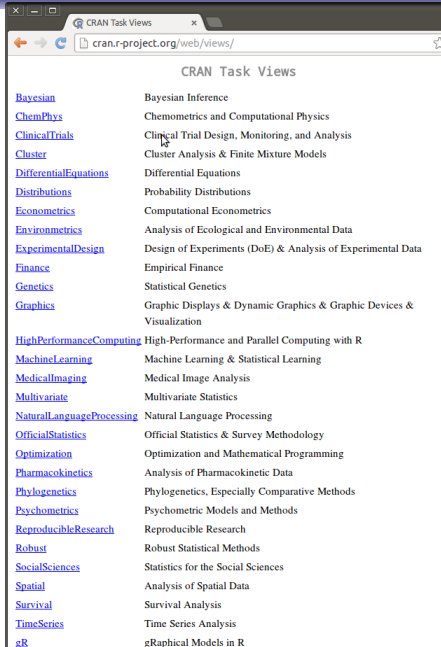 CRAN Task Views
cran.r-project.org/web/views/
CRAN Task Views
Bayesian Bayesian Inference
ChemPhys Chemometrics and Computational Physics
ClinicalTrials Clinical Trial Design, Monitoring, and Analysis
Cluster Cluster Analysis & Finite Mixture Models
DifferentialEquations Differential Equations
Distributions Probability Distributions
Econometrics Computational Econometrics
Environmetrics Analysis of Ecological and Environmental Data
ExperimentalDesign Design of Experiments (DoE) & Analysis of Experimental Data
Finance Empirical Finance
Genetics Statistical Genetics
Graphics Graphic Displays & Dynamic Graphics & Graphic Devices &
Visualization
HighPerformanceComputing High-Performance and Parallel Computing with R
MachineLearning Machine Learning & Statistical Learning
MedicalImaging Medical Image Analysis
Multivariate Multivariate Statistics
NaturalLanguageProcessing Natural Language Processing
OfficialStatistics Official Statistics & Survey Methodology
Optimization Optimization and Mathematical Programming
Pharmacokinetics Analysis of Pharmacokinetic Data
Phylogenetics Phylogenetics, Especially Comparative Methods
Psychometrics Psychometric Models and Methods
ReproducibleResearch Reproducible Research
Robust Robust Statistical Methods
SocialSciences Statistics for the Social Sciences
Spatial Analysis of Spatial Data
Survival Survival Analysis
TimeSeries Time Series Analysis
gR gRaphical Models in R